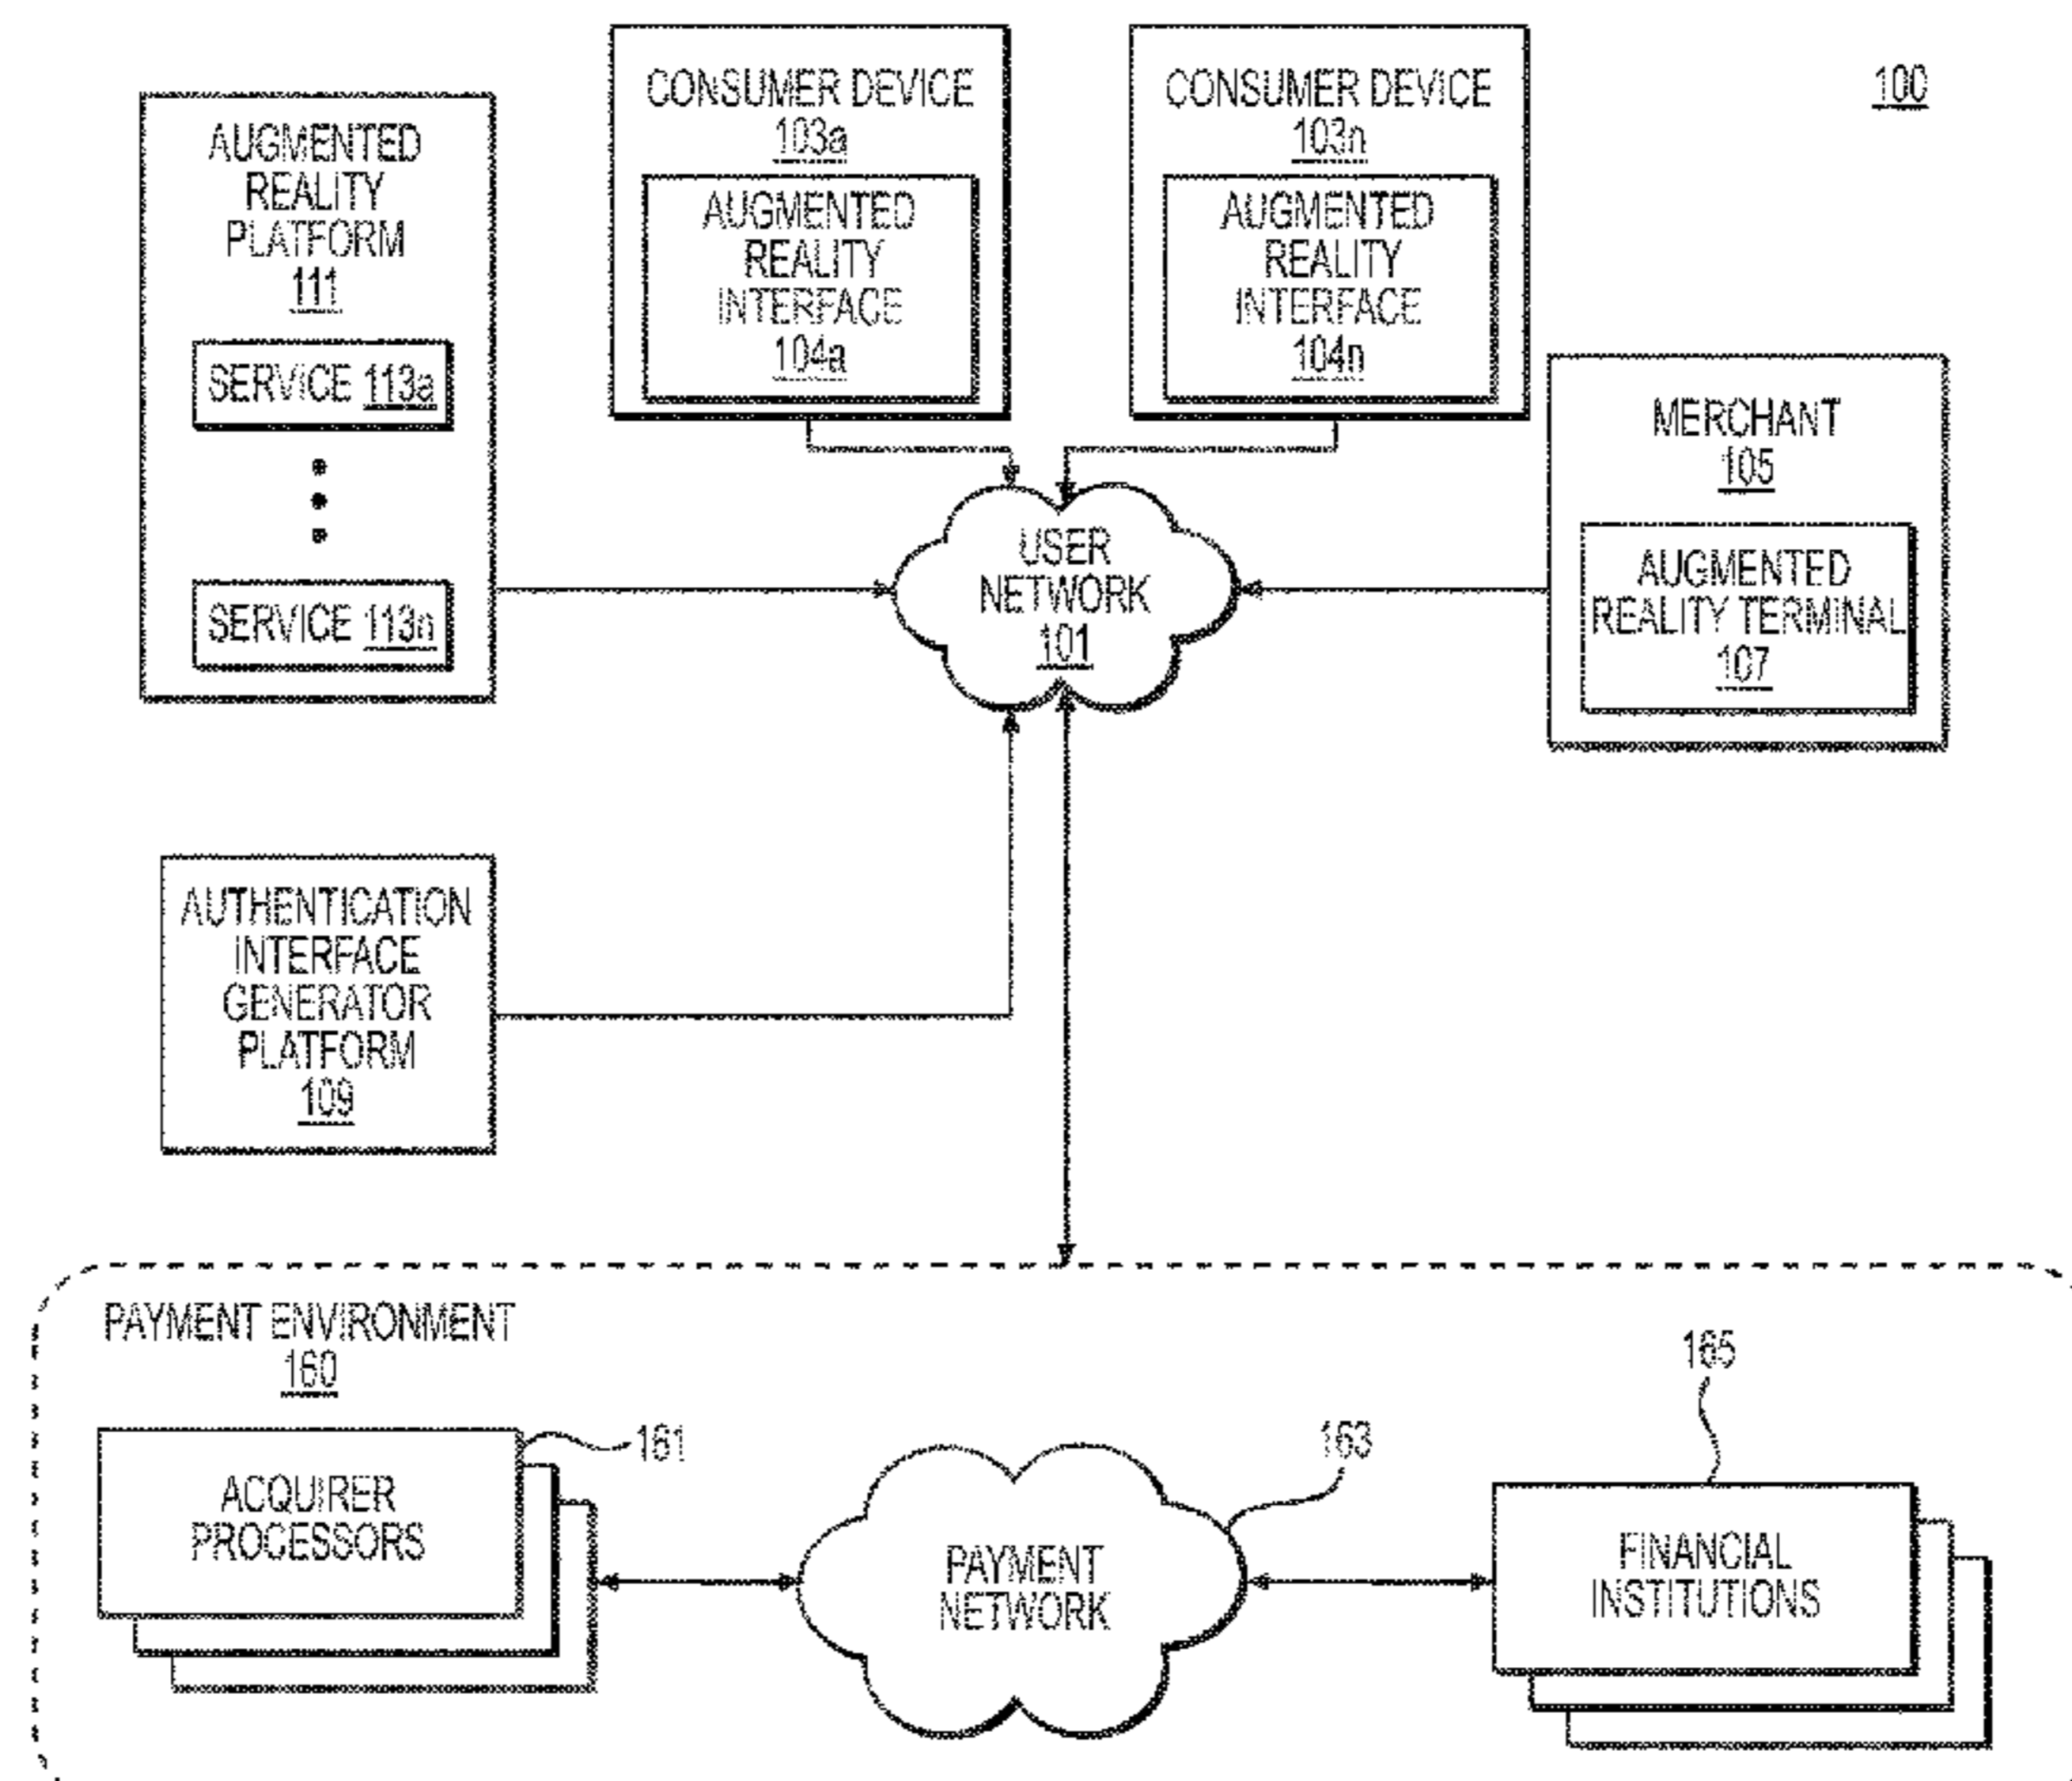 100
AUGMENTED
REALITY
PLATFORM
111
SERVICE 113a
SERVICE 113n
CONSUMER DEVICE
103a
AUGMENTED
REALITY
INTERFACE
104a
CONSUMER DEVICE
103n
AUGMENTED
REALITY
INTERFACE
104n
MERCHANT
105
AUGMENTED
REALITY TERMINAL
107
USER
NETWORK
101
AUTHENTICATION
INTERFACE
GENERATOR
PLATFORM
109
PAYMENT ENVIRONMENT
160
161
ACQUIRER
PROCESSORS
163
PAYMENT
NETWORK
165
FINANCIAL
INSTITUTIONS